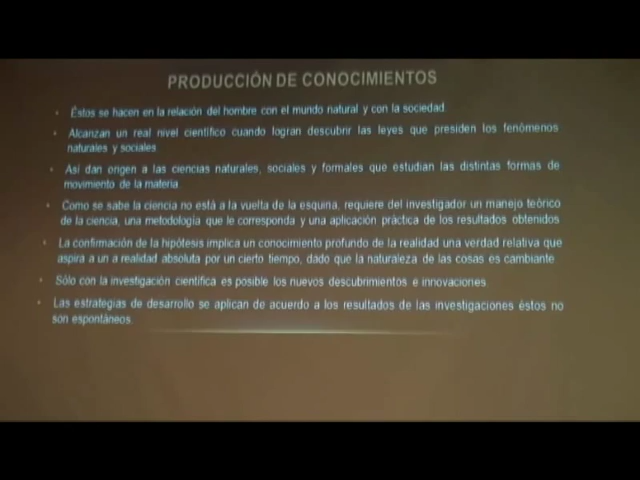 PRODUCCIÓN DE CONOCIMIENTOS
• Éstos se hacen en la relación del hombre con el mundo natural y con la sociedad.
• Alcanzan un real nivel científico cuando logran descubrir las leyes que presiden los fenómenos
naturales y sociales
• Así dan origen a las ciencias naturales, sociales y formales que estudian las distintas formas de
movimiento de la materia.
• Como se sabe la ciencia no está a la vuelta de la esquina, requiere del investigador un manejo teórico
de la ciencia, una metodología que le corresponda y una aplicación práctica de los resultados obtenidos
• La confirmación de la hipótesis implica un conocimiento profundo de la realidad una verdad relativa que
aspira a un a realidad absoluta por un cierto tiempo, dado que la naturaleza de las cosas es cambiante
• Sólo con la investigación científica es posible los nuevos descubrimientos e innovaciones
• Las estrategias de desarrollo se aplican de acuerdo a los resultados de las investigaciones éstos no
son espontáneos.